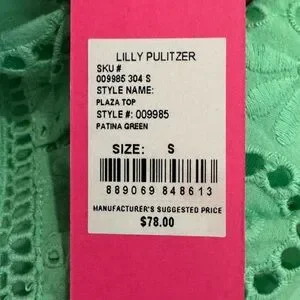 LILLY PULITZER
SKU #
009985 304 S
STYLE NAME:
PLAZA TOP
STYLE #: 009985
PATINA GREEN
SIZE: S
889069 848613
MANUFACTURER'S SUGGESTED PRICE
$78.00